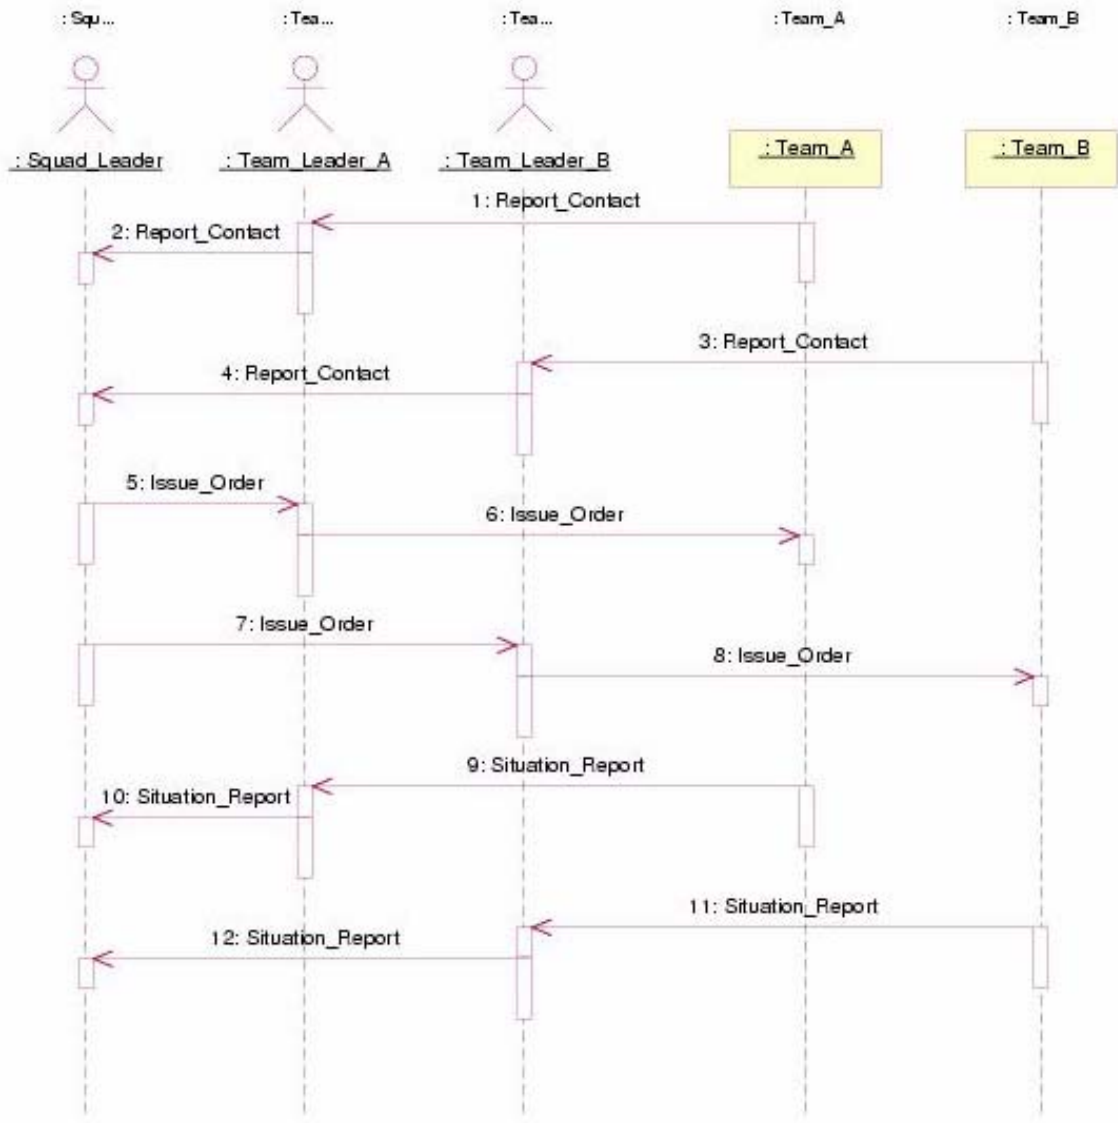 : Squ...
: Tea...
: Tea...
: Team_A
: Team_B
: Squad_Leader
: Team_Leader_A
: Team_Leader_B
: Team_A
: Team_B
1: Report_Contact
2: Report_Contact
3: Report_Contact
4: Report_Contact
5: Issue_Order
6: Issue_Order
7: Issue_Order
8: Issue_Order
9: Situation_Report
10: Situation_Report
11: Situation_Report
12: Situation_Report